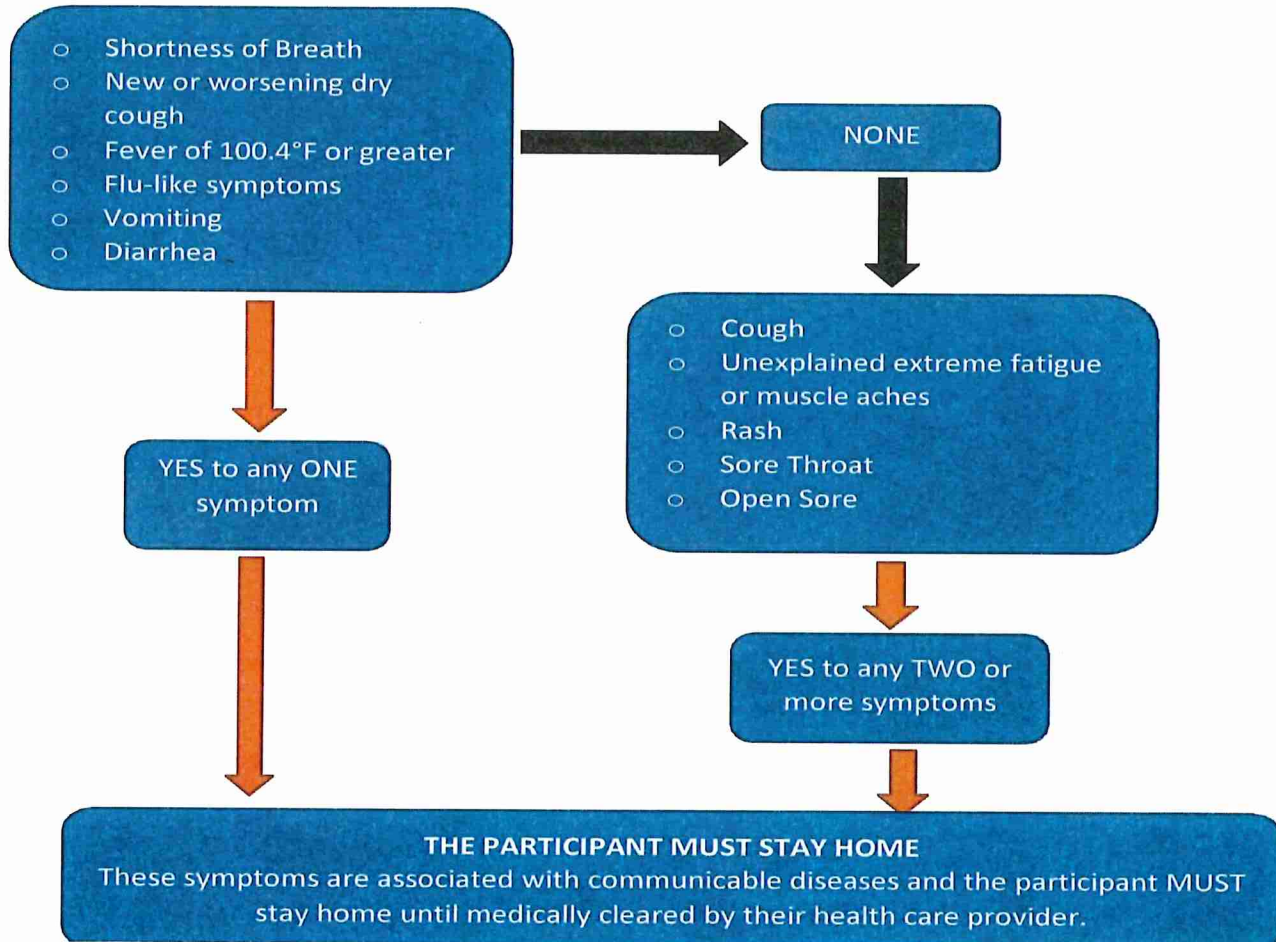 ○ Shortness of Breath
○ New or worsening dry
cough
○ Fever of 100.4°F or greater
○ Flu-like symptoms
○ Vomiting
○ Diarrhea
NONE
○ Cough
○ Unexplained extreme fatigue
or muscle aches
○ Rash
○ Sore Throat
○ Open Sore
YES to any ONE
symptom
YES to any TWO or
more symptoms
THE PARTICIPANT MUST STAY HOME
These symptoms are associated with communicable diseases and the participant MUST
stay home until medically cleared by their health care provider.